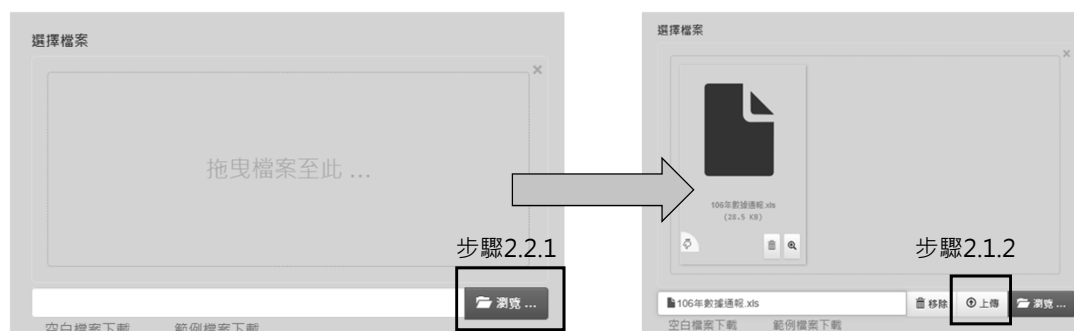 選擇檔案
×
拖曳檔案至此 ...
步驟2.2.1
瀏覽 ...
空白檔案下載 範例檔案下載
選擇檔案
×
106年數據通報.xls
(28.5 KB)
步驟2.1.2
106年數據通報.xls 移除 上傳 瀏覽 ...
空白檔案下載 範例檔案下載